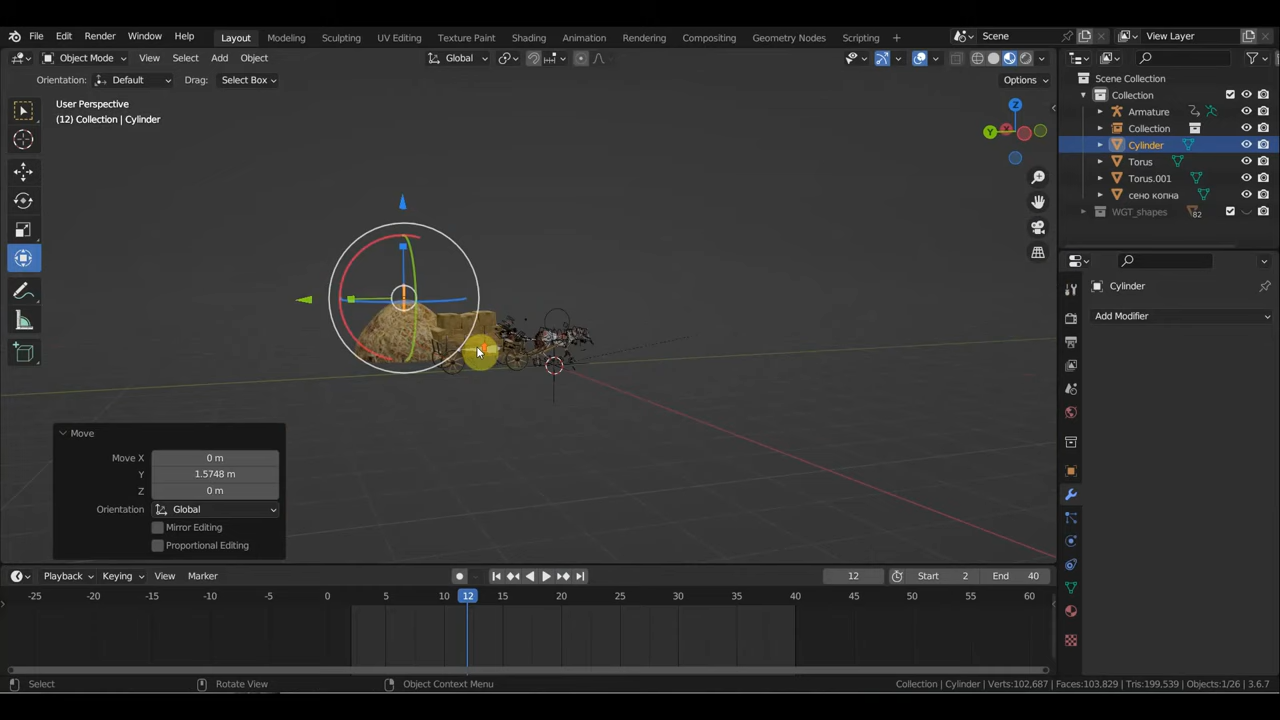 File Edit Render Window Help Layout Modeling Sculpting UV Editing Texture Paint Shading Animation Rendering Compositing Geometry Nodes Scripting Scene View Layer
Object Mode View Select Add Object Global
Orientation: Default Drag: Select Box Options
User Perspective
(12) Collection | Cylinder
Z
Y
X
Scene Collection
Collection
Armature
Collection
Cylinder
Torus
Torus.001
сено копна
WGT_shapes 82
Cylinder
Add Modifier
Move
Move X 0 m
Y 1.5748 m
Z 0 m
Orientation Global
Mirror Editing
Proportional Editing
Playback Keying View Marker 12 Start 2 End 40
-25 -20 -15 -10 -5 0 5 10 12 15 20 25 30 35 40 45 50 55 60
Select Rotate View Object Context Menu Collection | Cylinder | Verts:102,687 | Faces:103,829 | Tris:199,539 | Objects:1/26 | 3.6.7